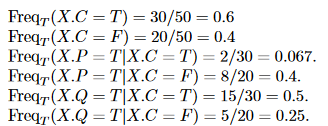 Freq_T(X.C = T) = 30/50 = 0.6
Freq_T(X.C = F) = 20/50 = 0.4
Freq_T(X.P = T|X.C = T) = 2/30 = 0.067.
Freq_T(X.P = T|X.C = F) = 8/20 = 0.4.
Freq_T(X.Q = T|X.C = T) = 15/30 = 0.5.
Freq_T(X.Q = T|X.C = F) = 5/20 = 0.25.